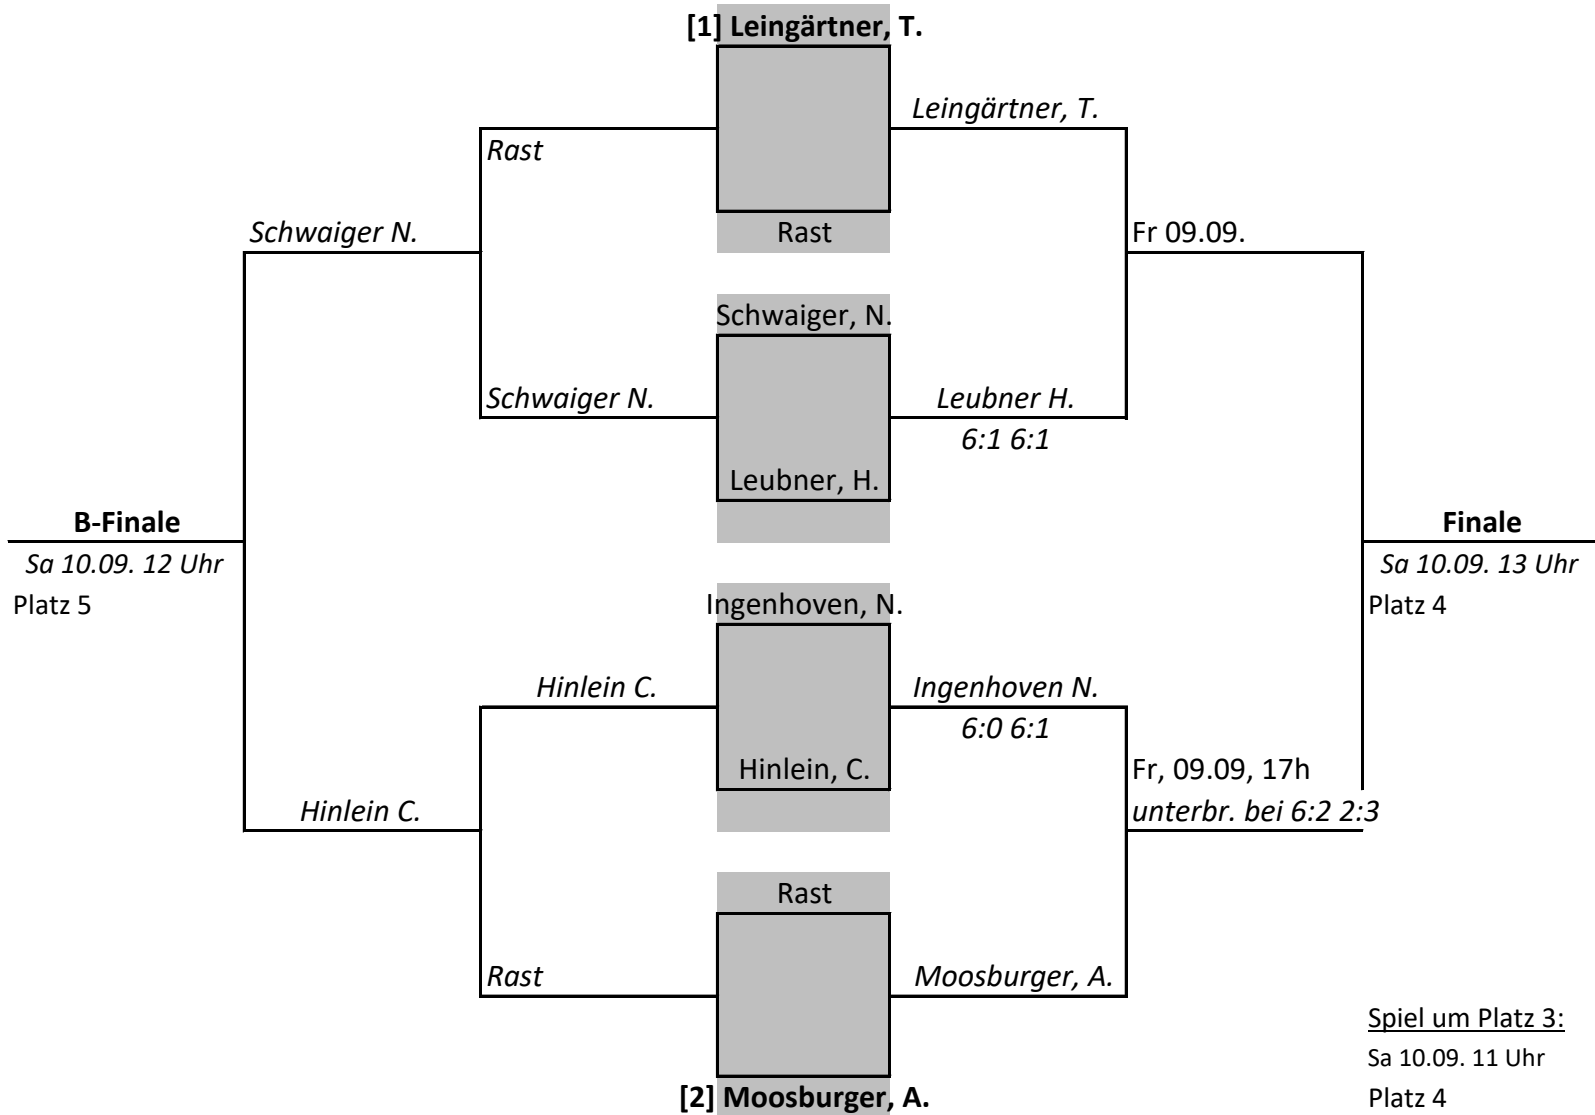 [1] Leingärtner, T.
Leingärtner, T.
Rast
Schwaiger N.
Rast
Fr 09.09.
Schwaiger, N.
Schwaiger N.
Leubner H.
6:1 6:1
Leubner, H.
B-Finale
Finale
Sa 10.09. 12 Uhr
Sa 10.09. 13 Uhr
Platz 5
Platz 4
Ingenhoven, N.
Hinlein C.
Ingenhoven N.
6:0 6:1
Hinlein, C.
Fr, 09.09, 17h
Hinlein C.
unterbr. bei 6:2 2:3
Rast
Rast
Moosburger, A.
Spiel um Platz 3:
Sa 10.09. 11 Uhr
Platz 4
[2] Moosburger, A.